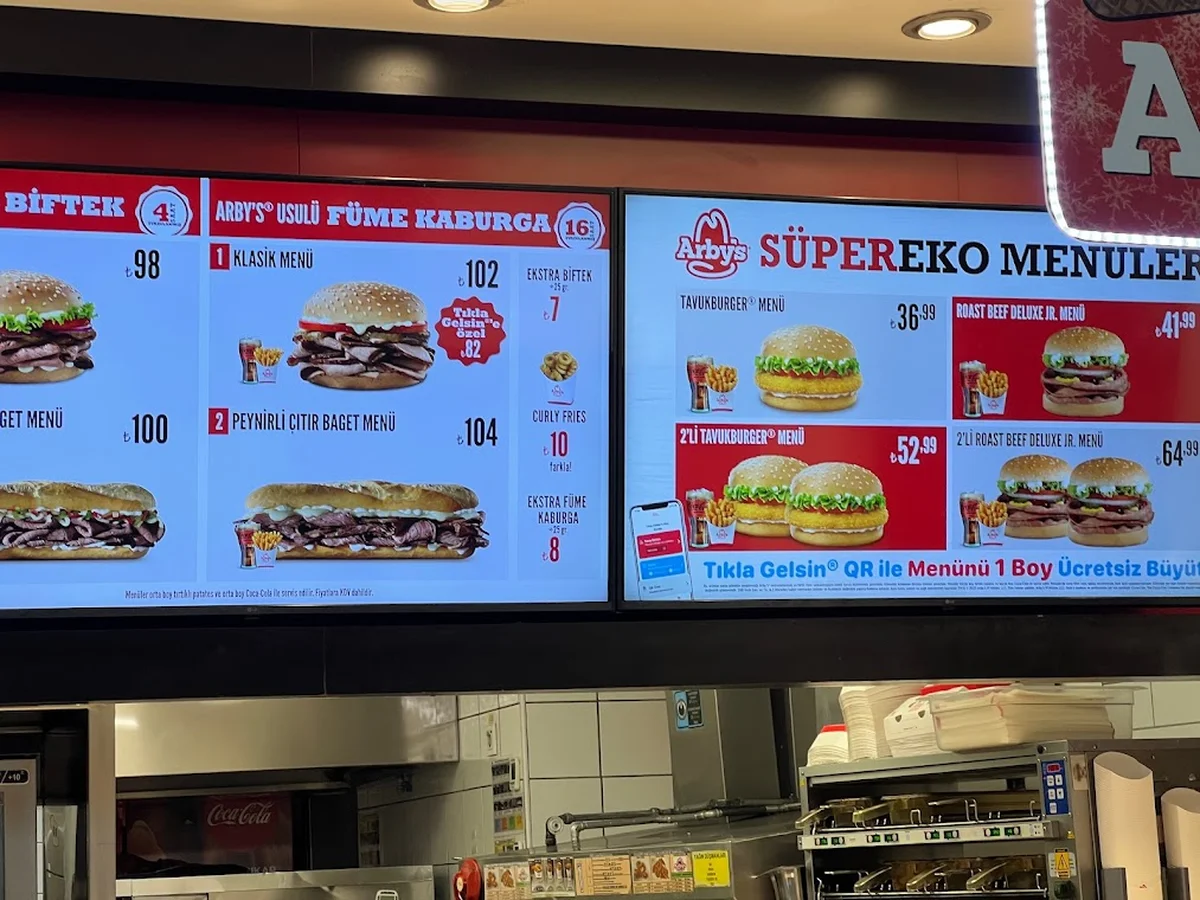 BİFTEK
4
SAAT
₺98
GET MENÜ
₺100
ARBY'S® USULÜ FÜME KABURGA
16
SAAT
1 KLASİK MENÜ
₺102
Tıkla
Gelsin®'e
özel
₺82
2 PEYNİRLİ ÇITIR BAGET MENÜ
₺104
EKSTRA BİFTEK
+25 gr.
₺7
CURLY FRIES
₺10
farkla!
EKSTRA FÜME
KABURGA
+25 gr.
₺8
Menüler orta boy tırtıklı patates ve orta boy Coca-Cola ile servis edilir. Fiyatlara KDV dahildir.
Arby's
SÜPEREKO MENÜLER
TAVUKBURGER® MENÜ
₺36,99
ROAST BEEF DELUXE JR. MENÜ
₺41,99
2'Lİ TAVUKBURGER® MENÜ
₺52,99
2'Lİ ROAST BEEF DELUXE JR. MENÜ
₺64,99
Tıkla Gelsin® QR ile Menünü 1 Boy Ücretsiz Büyüt
A
Coca-Cola